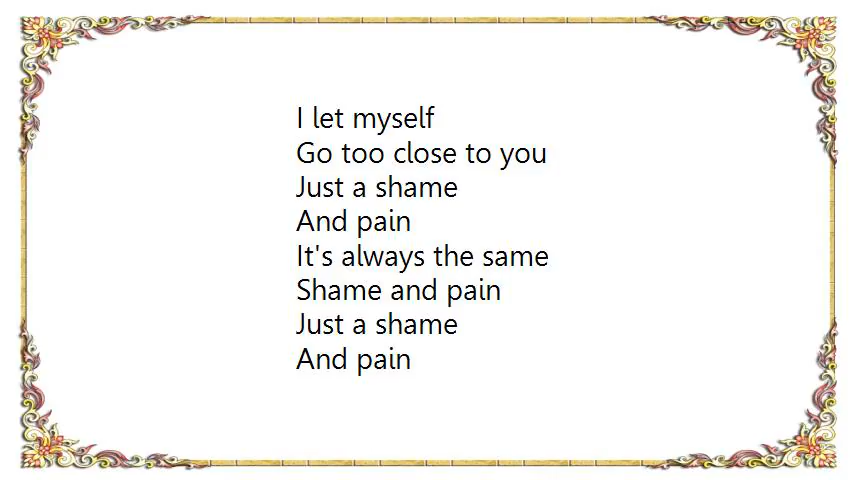 I let myself
Go too close to you
Just a shame
And pain
It's always the same
Shame and pain
Just a shame
And pain